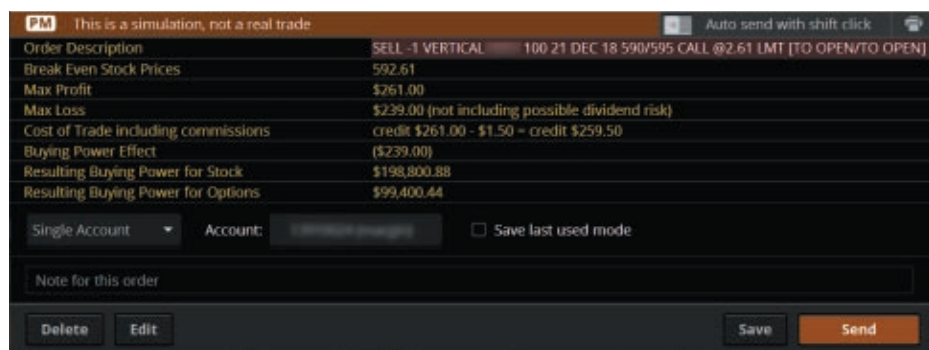 PM This is a simulation, not a real trade Auto send with shift click
Order Description SELL -1 VERTICAL 100 21 DEC 18 590/595 CALL @2.61 LMT [TO OPEN/TO OPEN]
Break Even Stock Prices 592.61
Max Profit $261.00
Max Loss $239.00 (not including possible dividend risk)
Cost of Trade including commissions credit $261.00 - $1.50 = credit $259.50
Buying Power Effect ($239.00)
Resulting Buying Power for Stock $198,800.88
Resulting Buying Power for Options $99,400.44
Single Account Account: Save last used mode
Note for this order
Delete Edit Save Send